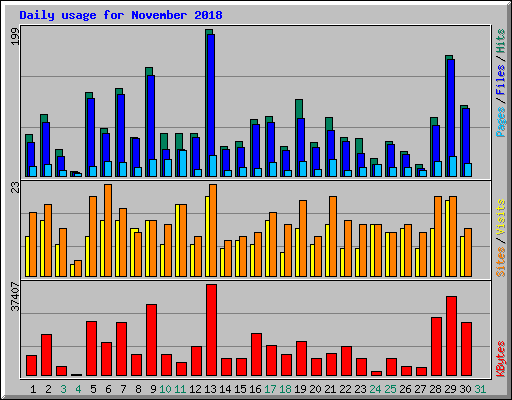 Daily usage for November 2018
199
Pages / Files / Hits
23
Sites / Visits
37407
KBytes
1 2 3 4 5 6 7 8 9 10 11 12 13 14 15 16 17 18 19 20 21 22 23 24 25 26 27 28 29 30 31